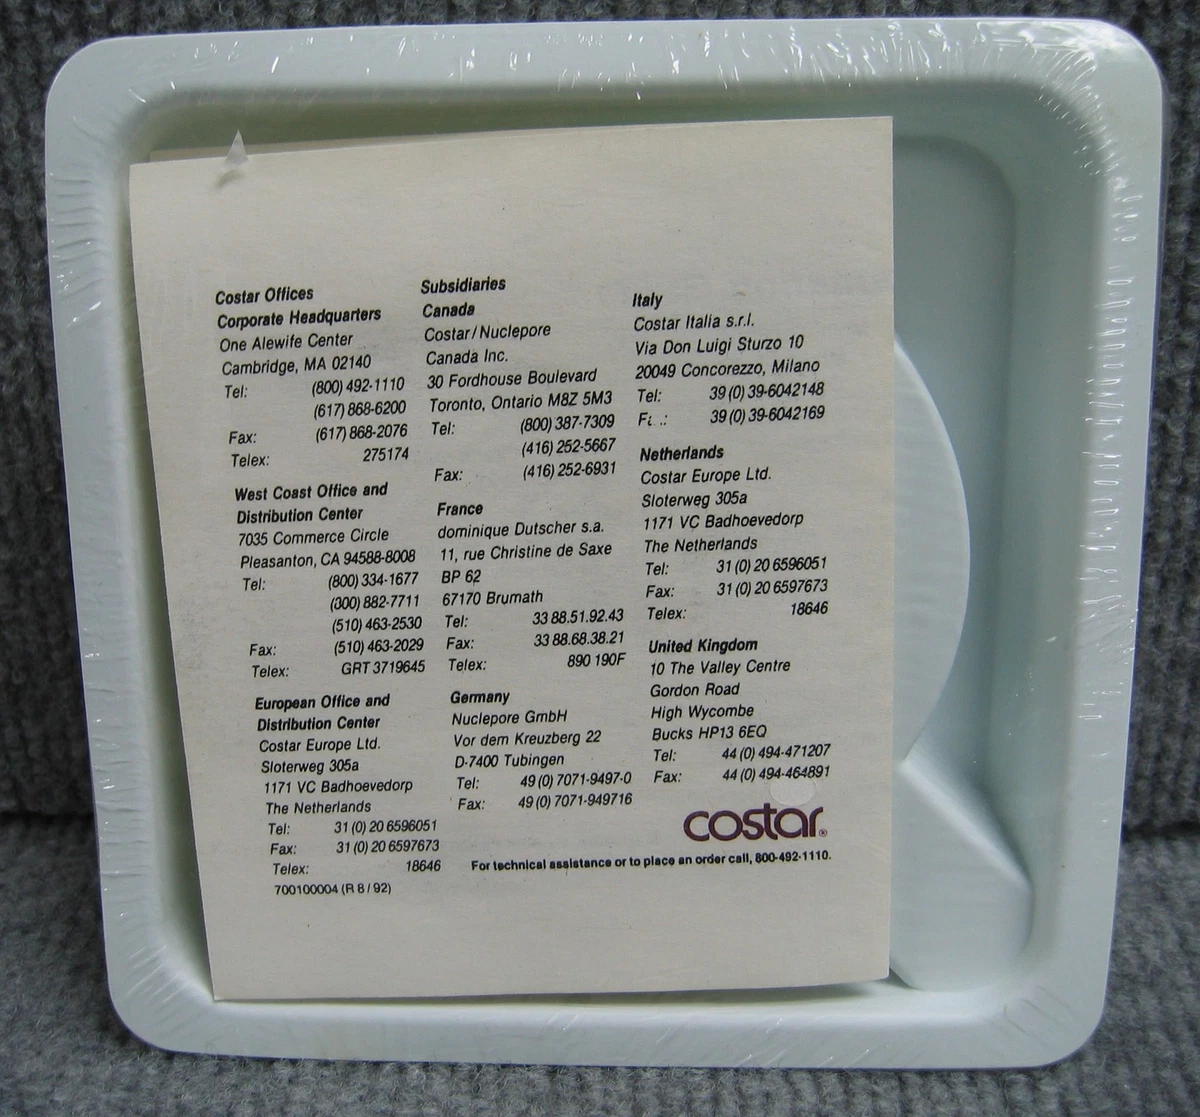 Costar Offices
Corporate Headquarters
One Alewife Center
Cambridge, MA 02140
Tel: (800) 492-1110
(617) 868-6200
Fax: (617) 868-2076
Telex: 275174
West Coast Office and
Distribution Center
7035 Commerce Circle
Pleasanton, CA 94588-8008
Tel: (800) 334-1677
(300) 882-7711
(510) 463-2530
Fax: (510) 463-2029
Telex: GRT 3719645
European Office and
Distribution Center
Costar Europe Ltd.
Sloterweg 305a
1171 VC Badhoevedorp
The Netherlands
Tel: 31 (0) 20 6596051
Fax: 31 (0) 20 6597673
Telex: 18646
700100004 (R 8 / 92)
Subsidiaries
Canada
Costar/Nuclepore
Canada Inc.
30 Fordhouse Boulevard
Toronto, Ontario M8Z 5M3
Tel: (800) 387-7309
(416) 252-5667
Fax: (416) 252-6931
France
dominique Dutscher s.a.
11, rue Christine de Saxe
BP 62
67170 Brumath
Tel: 33 88.51.92.43
Fax: 33 88.68.38.21
Telex: 890 190F
Germany
Nuclepore GmbH
Vor dem Kreuzberg 22
D-7400 Tubingen
Tel: 49 (0) 7071-9497-0
Fax: 49 (0) 7071-949716
Italy
Costar Italia s.r.l.
Via Don Luigi Sturzo 10
20049 Concorezzo, Milano
Tel: 39 (0) 39-6042148
39 (0) 39-6042169
Netherlands
Costar Europe Ltd.
Sloterweg 305a
1171 VC Badhoevedorp
The Netherlands
Tel: 31 (0) 20 6596051
Fax: 31 (0) 20 6597673
Telex: 18646
United Kingdom
10 The Valley Centre
Gordon Road
High Wycombe
Bucks HP13 6EQ
Tel: 44 (0) 494-471207
Fax: 44 (0) 494-464891
costar®
For technical assistance or to place an order call, 800-492-1110.